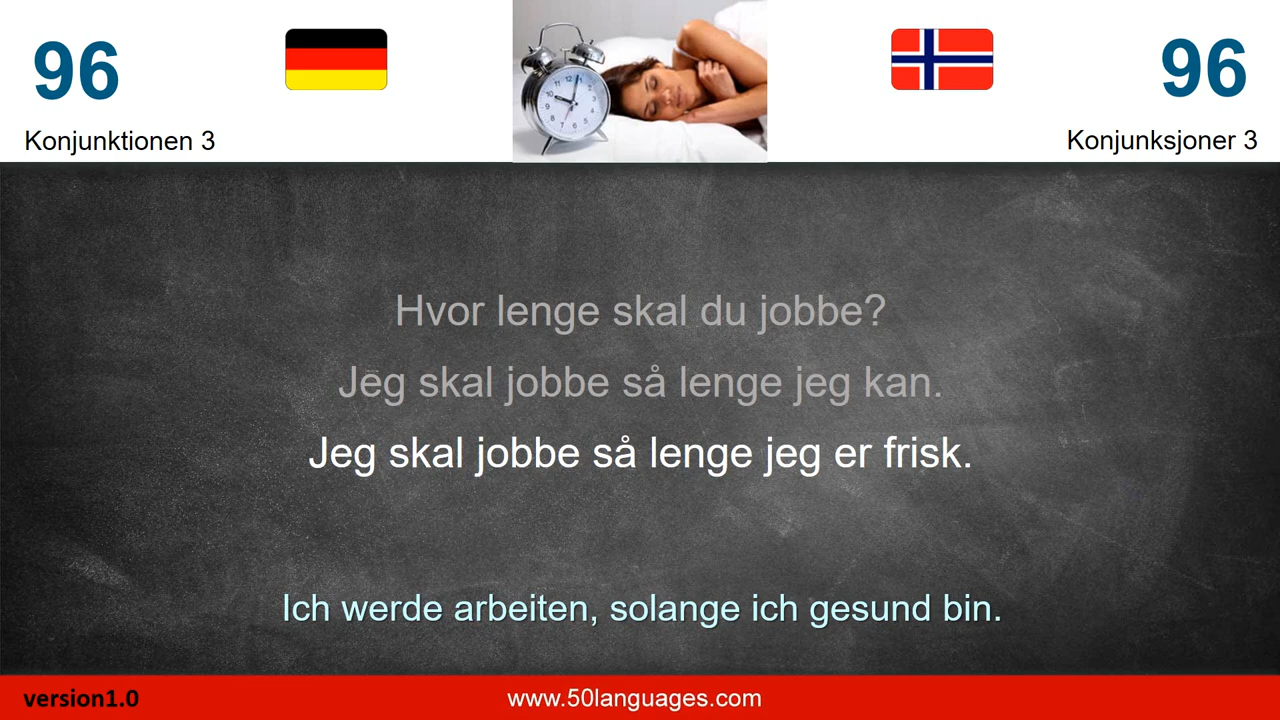 96
96
Konjunktionen 3
Konjunksjoner 3
Hvor lenge skal du jobbe?
Jeg skal jobbe så lenge jeg kan.
Jeg skal jobbe så lenge jeg er frisk.
Ich werde arbeiten, solange ich gesund bin.
version1.0
www.50languages.com